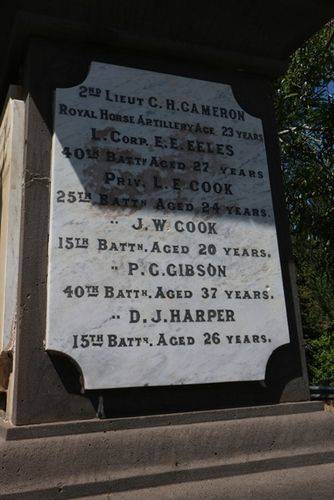 2ND LIEUT C.H. CAMERON
ROYAL HORSE ARTILLERY AGE 23 YEARS
L. CORP. E.E. EELES
40TH BATTN AGED 27 YEARS
PRIV. L.E COOK
25TH BATTN AGED 24 YEARS.
" J.W. COOK
15TH BATTN. AGED 20 YEARS.
" P.G. GIBSON
40TH BATTN. AGED 37 YEARS.
" D.J. HARPER
15TH BATTN. AGED 26 YEARS.